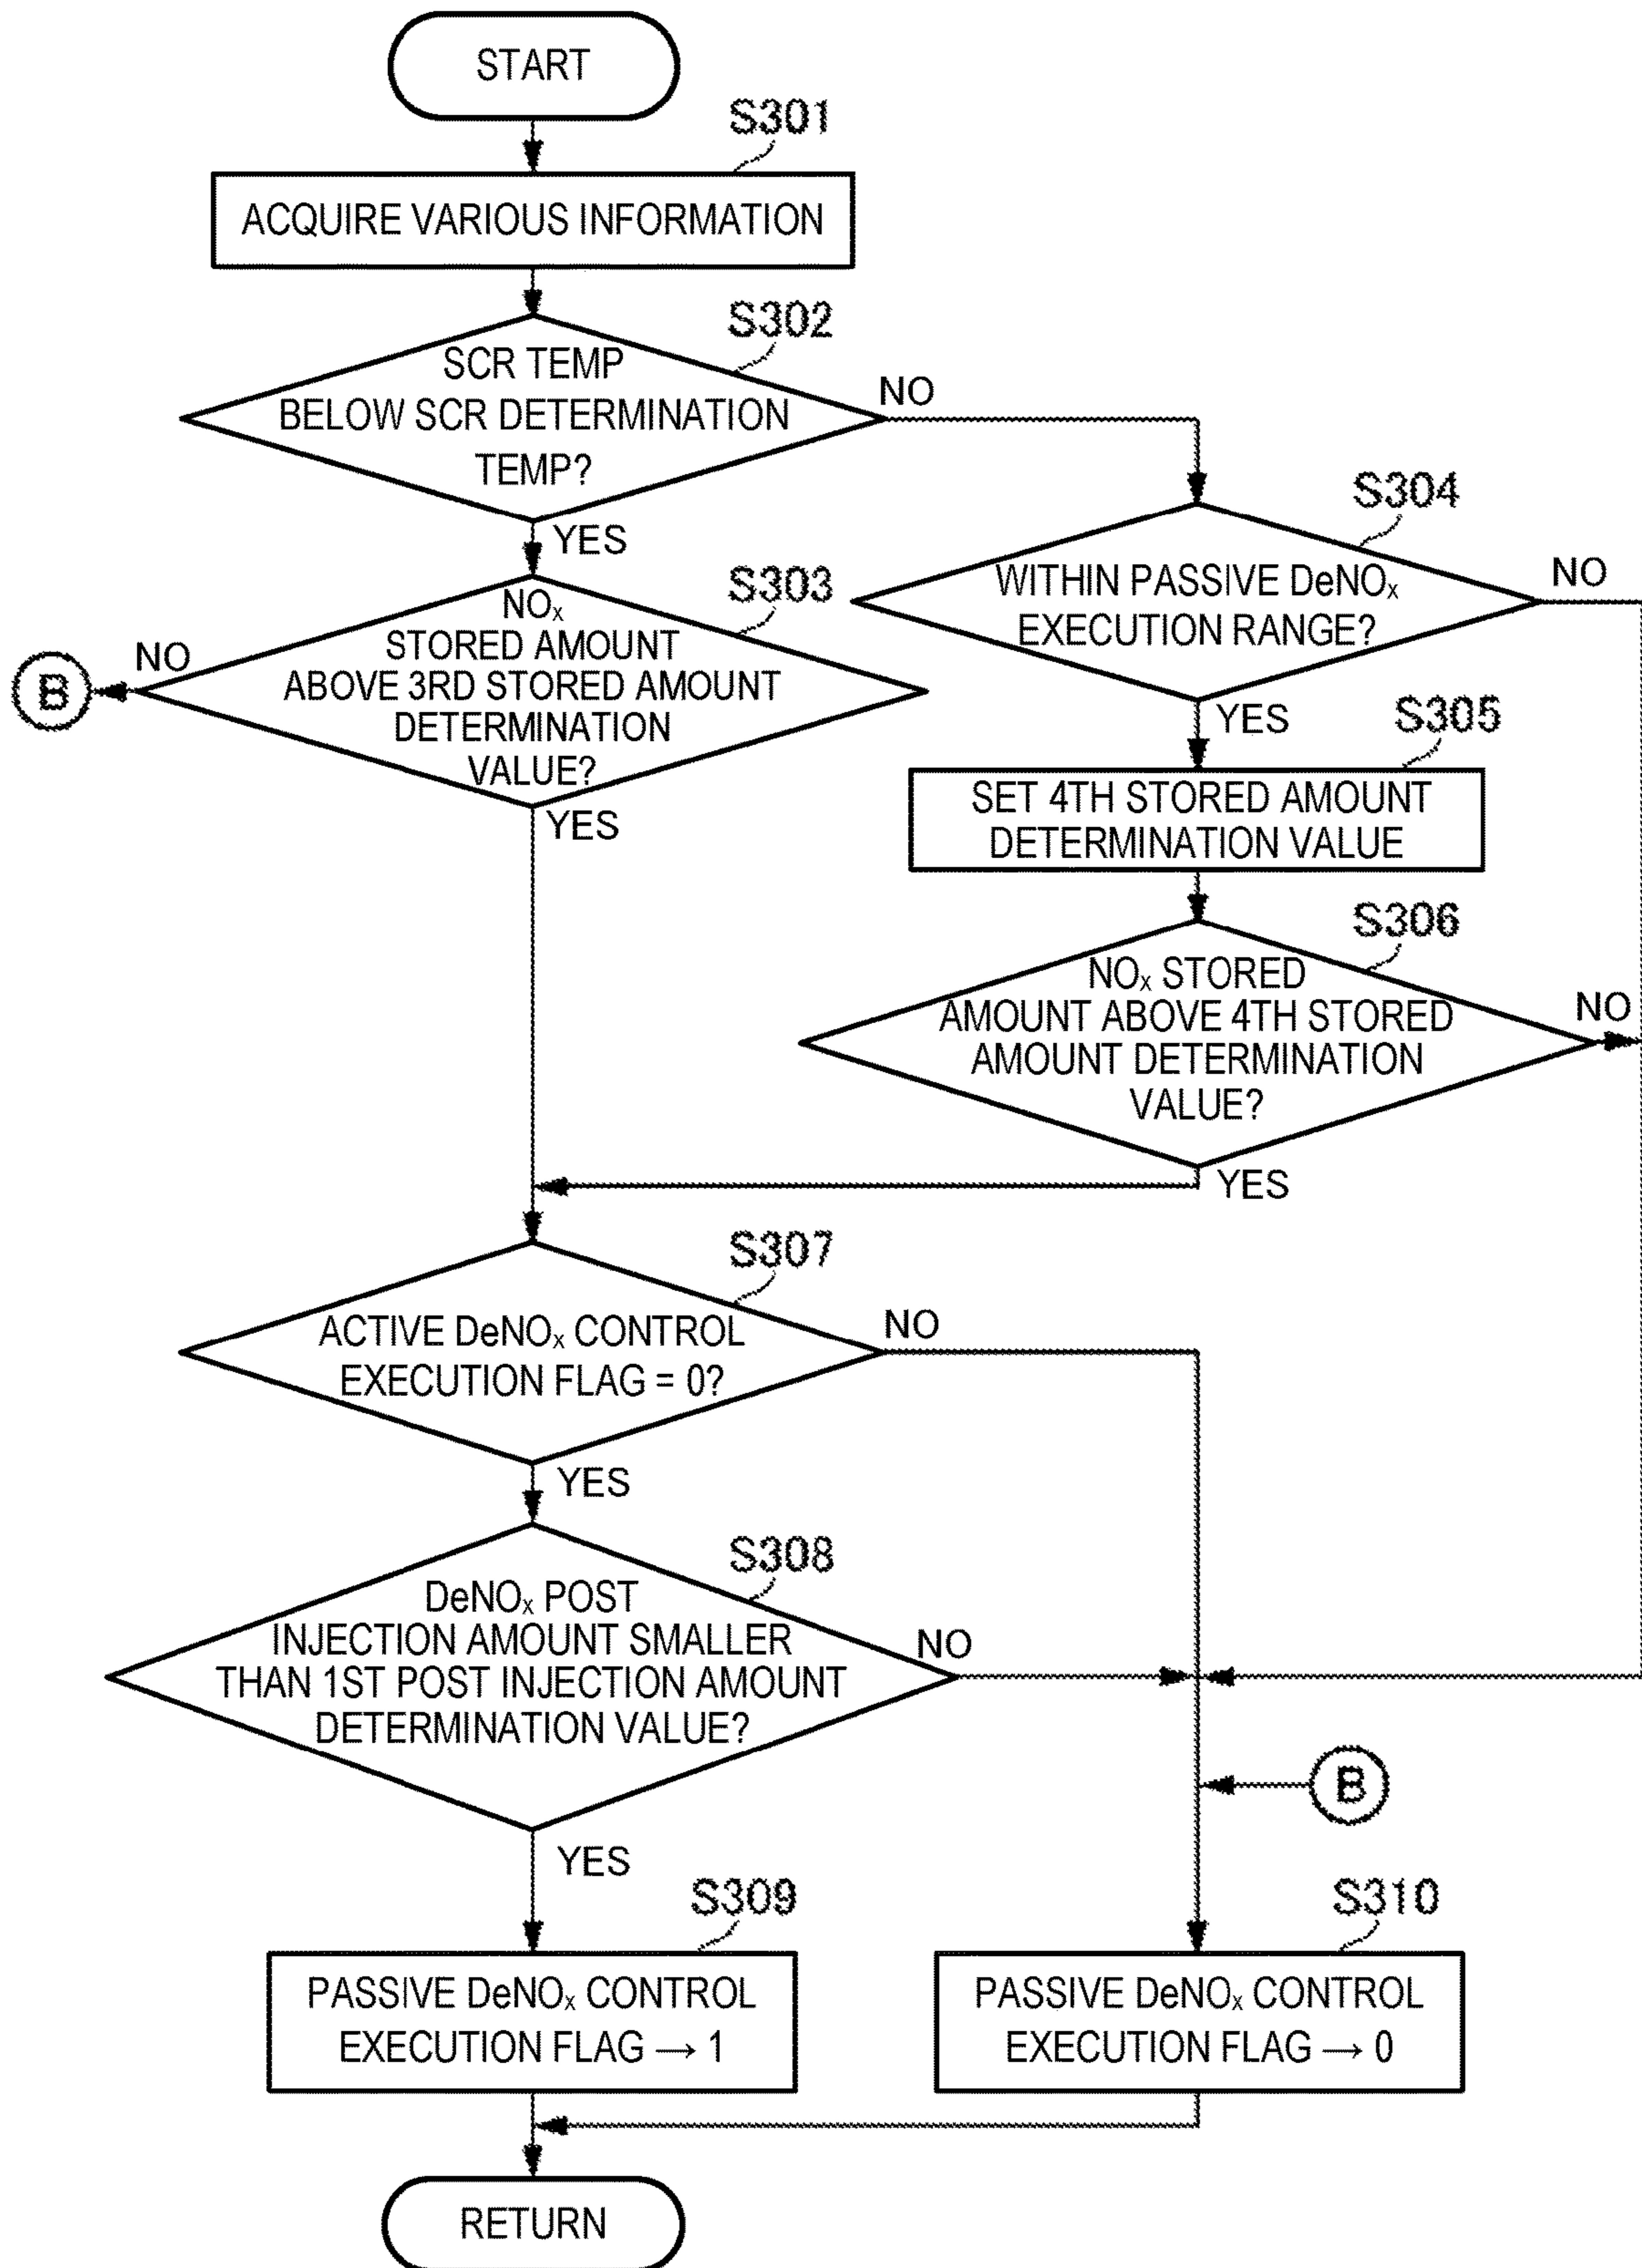 START
S301
ACQUIRE VARIOUS INFORMATION
S302
SCR TEMP
BELOW SCR DETERMINATION
TEMP?
NO
YES
S303
NOx
STORED AMOUNT
ABOVE 3RD STORED AMOUNT
DETERMINATION
VALUE?
NO
B
YES
S304
WITHIN PASSIVE DeNOx
EXECUTION RANGE?
NO
YES
S305
SET 4TH STORED AMOUNT
DETERMINATION VALUE
S306
NOx STORED
AMOUNT ABOVE 4TH STORED
AMOUNT DETERMINATION
VALUE?
NO
YES
S307
ACTIVE DeNOx CONTROL
EXECUTION FLAG = 0?
NO
YES
S308
DeNOx POST
INJECTION AMOUNT SMALLER
THAN 1ST POST INJECTION AMOUNT
DETERMINATION VALUE?
NO
YES
B
S309
PASSIVE DeNOx CONTROL
EXECUTION FLAG → 1
S310
PASSIVE DeNOx CONTROL
EXECUTION FLAG → 0
RETURN